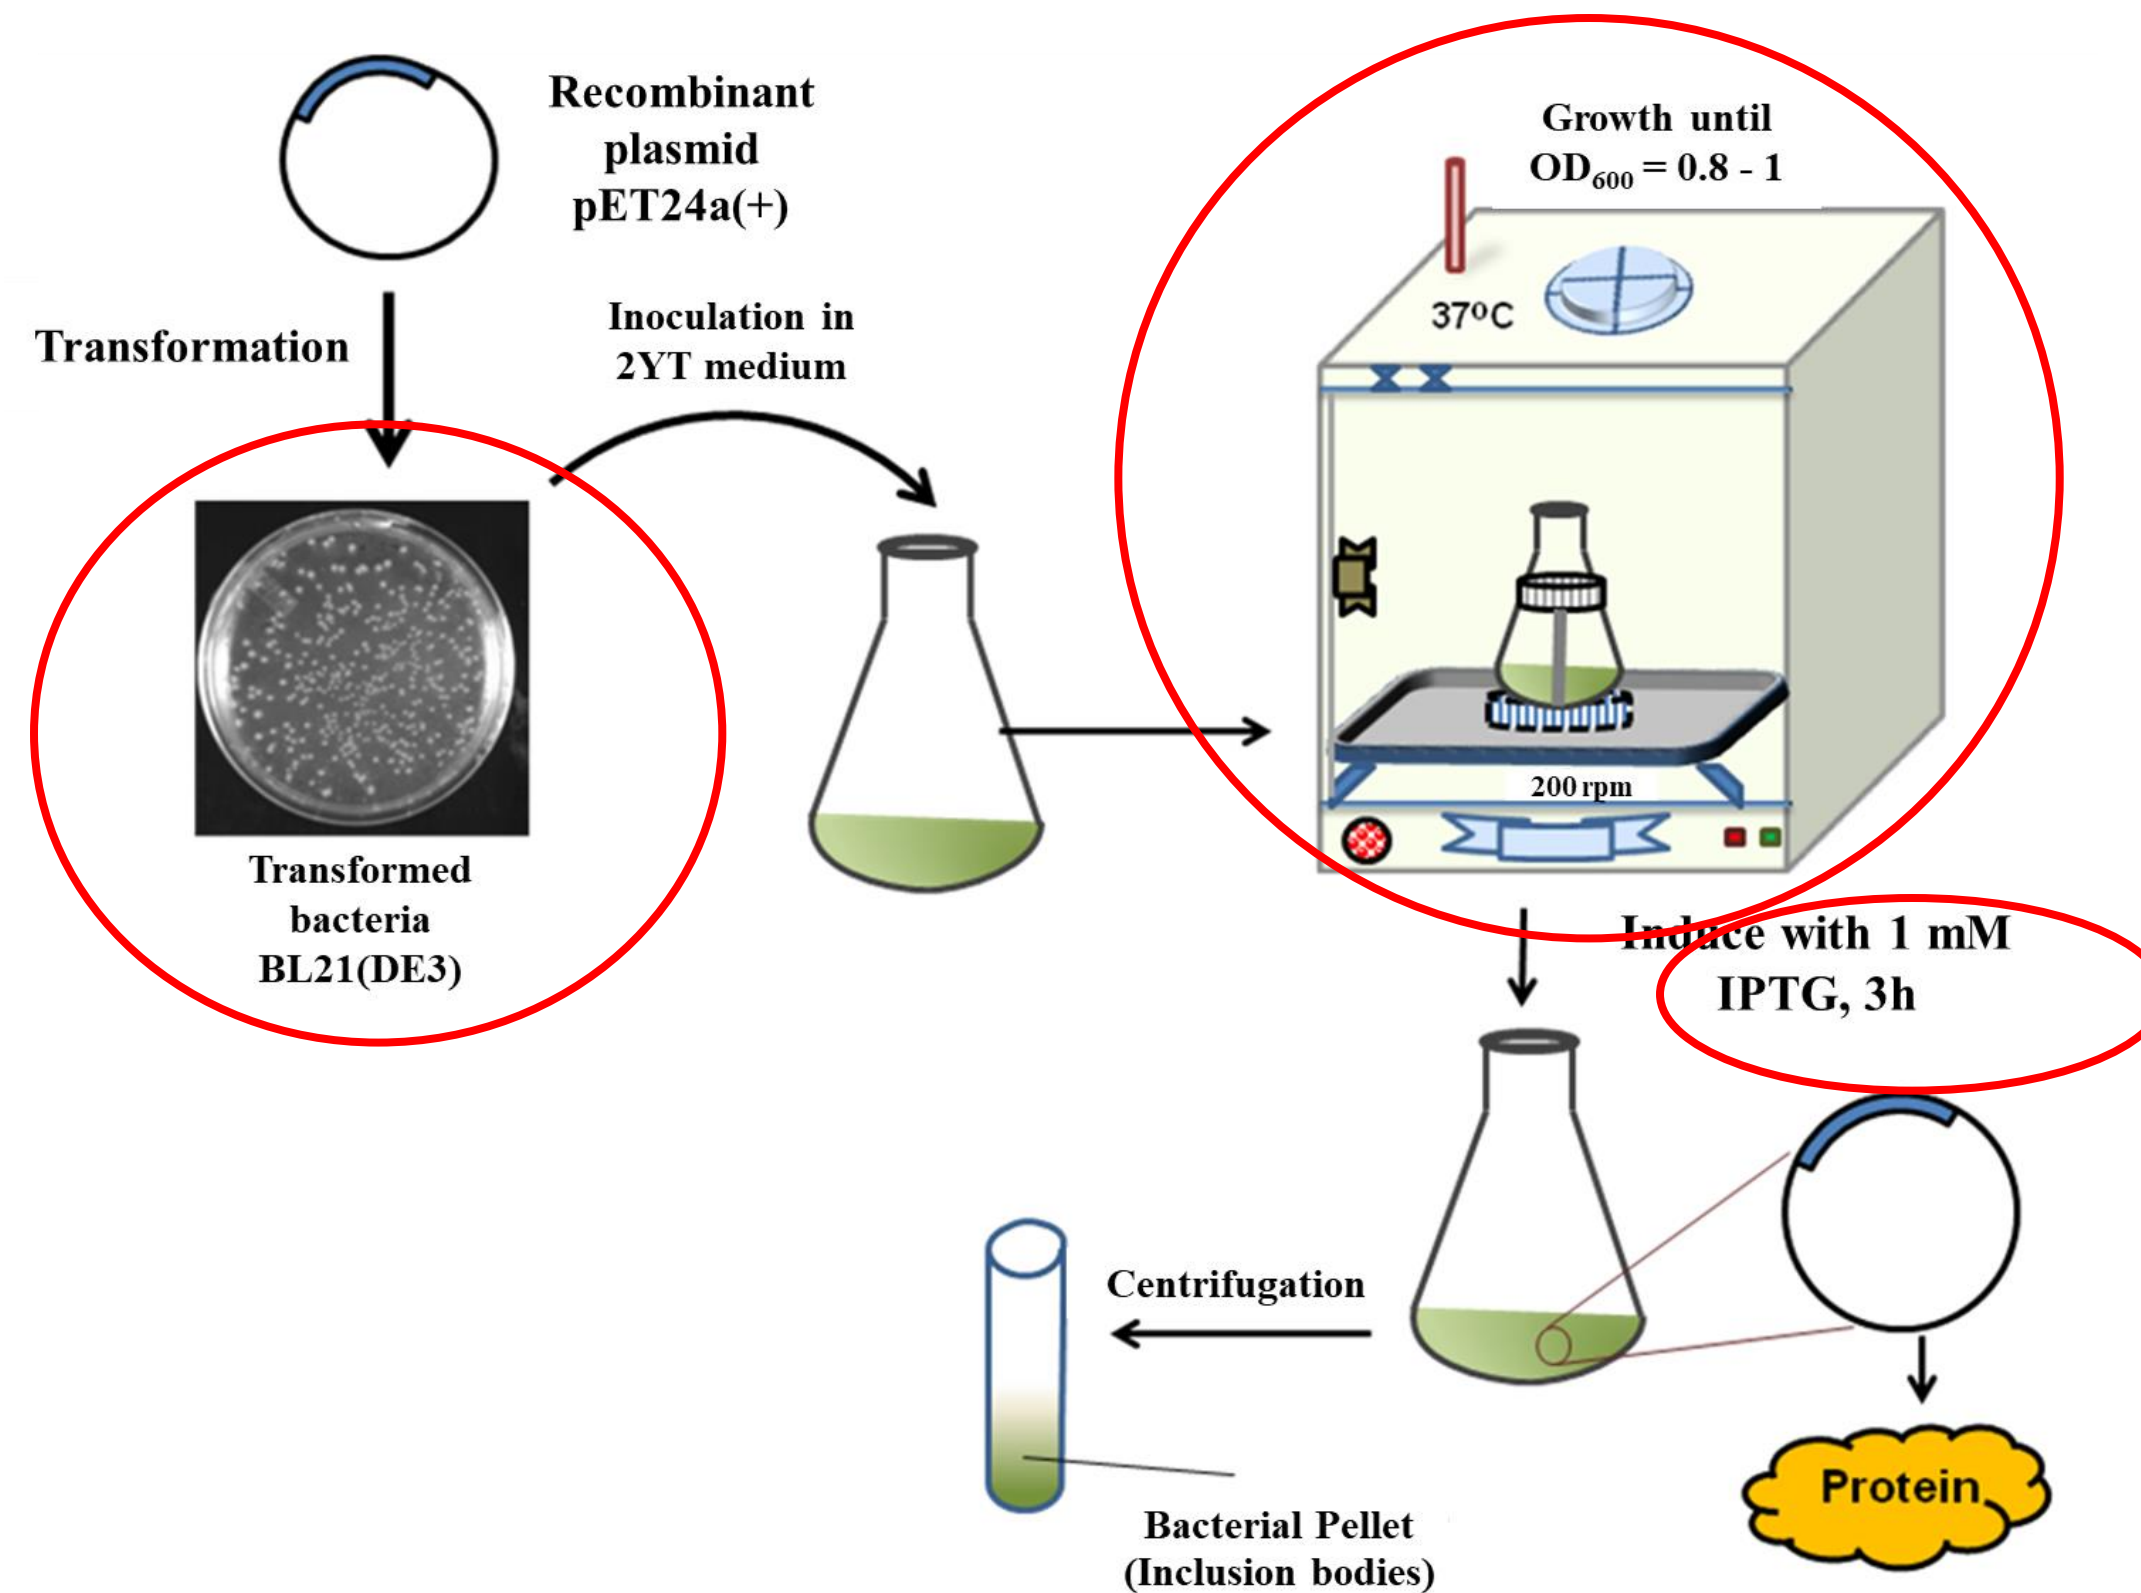 Recombinant
plasmid
pET24a(+)
Transformation
Inoculation in
2YT medium
Transformed
bacteria
BL21(DE3)
Growth until
OD₆₀₀ = 0.8 - 1
37ºC
200 rpm
Induce with 1 mM
IPTG, 3h
Centrifugation
Bacterial Pellet
(Inclusion bodies)
Protein